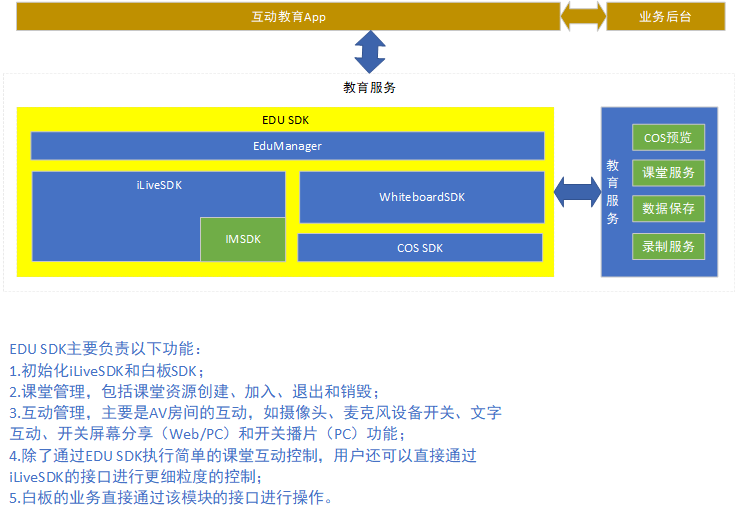 互动教育App
业务后台
教育服务
EDU SDK
EduManager
iLiveSDK
IMSDK
WhiteboardSDK
COS SDK
教育服务
COS预览
课堂服务
数据保存
录制服务
EDU SDK主要负责以下功能：
1.初始化iLiveSDK和白板SDK；
2.课堂管理，包括课堂资源创建、加入、退出和销毁；
3.互动管理，主要是AV房间的互动，如摄像头、麦克风设备开关、文字
互动、开关屏幕分享（Web/PC）和开关播片（PC）功能；
4.除了通过EDU SDK执行简单的课堂互动控制，用户还可以直接通过
iLiveSDK的接口进行更细粒度的控制；
5.白板的业务直接通过该模块的接口进行操作。